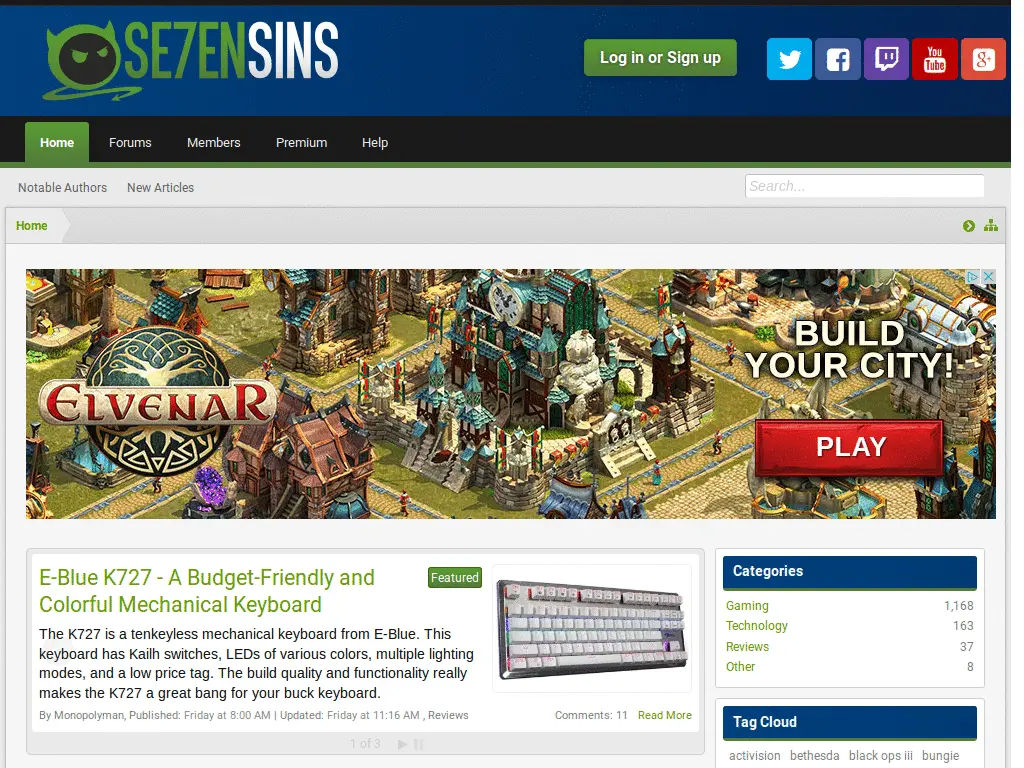 SE7ENSINS
Log in or Sign up
You
Tube
g+
Home Forums Members Premium Help
Notable Authors New Articles
Search...
Home
ELVENAR
BUILD
YOUR CITY!
PLAY
E-Blue K727 - A Budget-Friendly and
Colorful Mechanical Keyboard
Featured
The K727 is a tenkeyless mechanical keyboard from E-Blue. This
keyboard has Kailh switches, LEDs of various colors, multiple lighting
modes, and a low price tag. The build quality and functionality really
makes the K727 a great bang for your buck keyboard.
By Monopolyman, Published: Friday at 8:00 AM | Updated: Friday at 11:16 AM , Reviews
Comments: 11 Read More
1 of 3
Categories
Gaming 1,168
Technology 163
Reviews 37
Other 8
Tag Cloud
activision bethesda black ops iii bungie